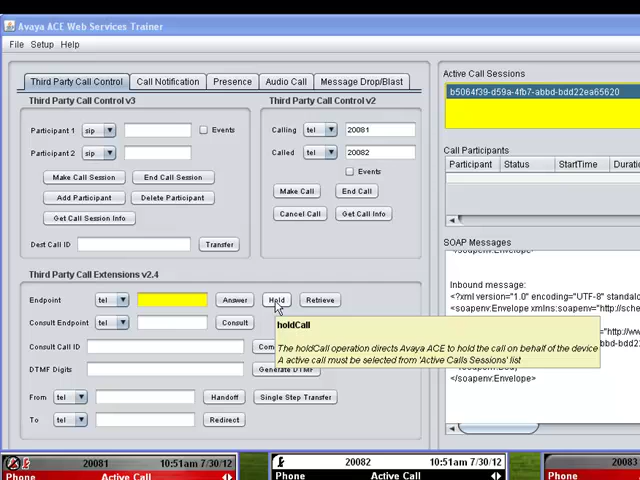 Avaya ACE Web Services Trainer
File Setup Help
Third Party Call Control Call Notification Presence Audio Call Message Drop/Blast
Third Party Call Control v3
Participant 1 sip Events
Participant 2 sip
Make Call Session End Call Session
Add Participant Delete Participant
Get Call Session Info
Dest Call ID Transfer
Third Party Call Control v2
Calling tel 20081
Called tel 20082
Events
Make Call End Call
Cancel Call Get Call Info
Third Party Call Extensions v2.4
Endpoint tel Answer Hold Retrieve
Consult Endpoint tel Consult
Consult Call ID
DTMF Digits Generate DTMF
From tel Handoff Single Step Transfer
To tel Redirect
holdCall
The holdCall operation directs Avaya ACE to hold the call on behalf of the device
A active call must be selected from 'Active Calls Sessions' list
Active Call Sessions
b5064f39-d59a-4fb7-abbd-bdd22ea65620
Call Participants
Participant Status StartTime
SOAP Messages
Inbound message:
<?xml version="1.0" encoding="UTF-8" standalo
<soapenv:Envelope xmlns:soapenv="http://sche
</soapenv:Envelope>
20081 10:51am 7/30/12
Phone Active Call
20082 10:51am 7/30/12
Phone Active Call
20083
Phone